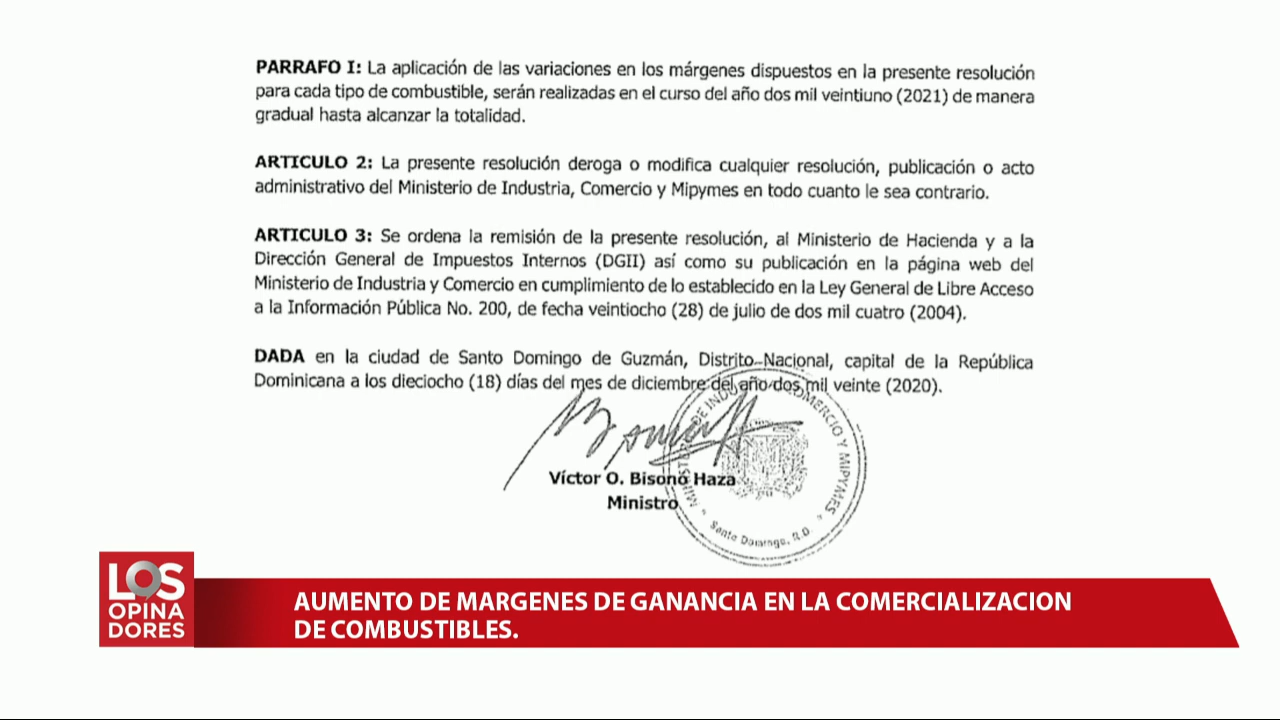 PARRAFO I: La aplicación de las variaciones en los márgenes dispuestos en la presente resolución
para cada tipo de combustible, serán realizadas en el curso del año dos mil veintiuno (2021) de manera
gradual hasta alcanzar la totalidad.
ARTICULO 2: La presente resolución deroga o modifica cualquier resolución, publicación o acto
administrativo del Ministerio de Industria, Comercio y Mipymes en todo cuanto le sea contrario.
ARTICULO 3: Se ordena la remisión de la presente resolución, al Ministerio de Hacienda y a la
Dirección General de Impuestos Internos (DGII) así como su publicación en la página web del
Ministerio de Industria y Comercio en cumplimiento de lo establecido en la Ley General de Libre Acceso
a la Información Pública No. 200, de fecha veintiocho (28) de julio de dos mil cuatro (2004).
DADA en la ciudad de Santo Domingo de Guzmán, Distrito Nacional, capital de la República
Dominicana a los dieciocho (18) días del mes de diciembre del año dos mil veinte (2020).
Víctor O. Bisonó Haza
Ministro
MINISTERIO DE INDUSTRIA, COMERCIO Y MIPYMES
Santo Domingo, R.D.
LOS
OPINA
DORES
AUMENTO DE MARGENES DE GANANCIA EN LA COMERCIALIZACION
DE COMBUSTIBLES.